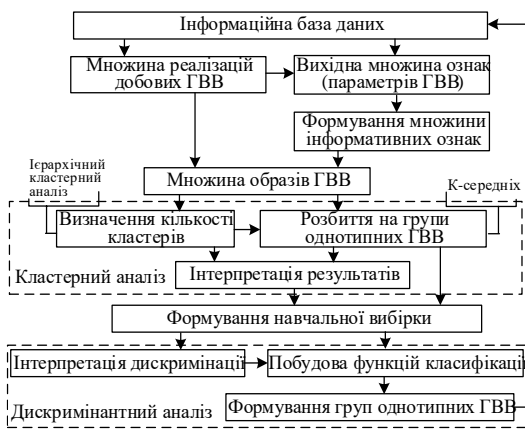 Інформаційна база даних
Множина реалізацій
добових ГВВ
Вихідна множина ознак
(параметрів ГВВ)
Формування множини
інформативних ознак
Ієрархічний
кластерний
аналіз
Множина образів ГВВ
К-середніх
Визначення кількості
кластерів
Розбиття на групи
однотипних ГВВ
Інтерпретація результатів
Кластерний аналіз
Формування навчальної вибірки
Інтерпретація дискримінації
Побудова функцій класифікації
Формування груп однотипних ГВВ
Дискримінантний аналіз